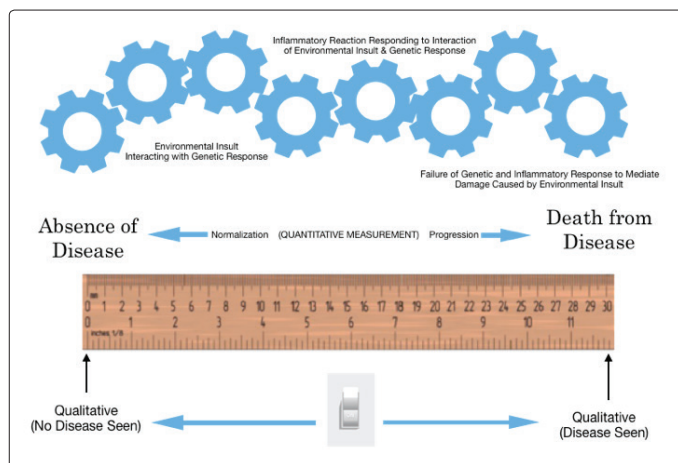 Inflammatory Reaction Responding to Interaction
of Environmental Insult & Genetic Response
Environmental Insult
Interacting with Genetic Response
Failure of Genetic and Inflammatory Response to Mediate
Damage Caused by Environmental Insult
Absence of
Disease
Normalization (QUANTITATIVE MEASUREMENT) Progression
Death from
Disease
mm
0 1 2 3 4 5 6 7 8 9 10 11 12 13 14 15 16 17 18 19 20 21 22 23 24 25 26 27 28 29 30
0 1 2 3 4 5 6 7 8 9 10 11
inches, 1/8
Qualitative
(No Disease Seen)
Qualitative
(Disease Seen)